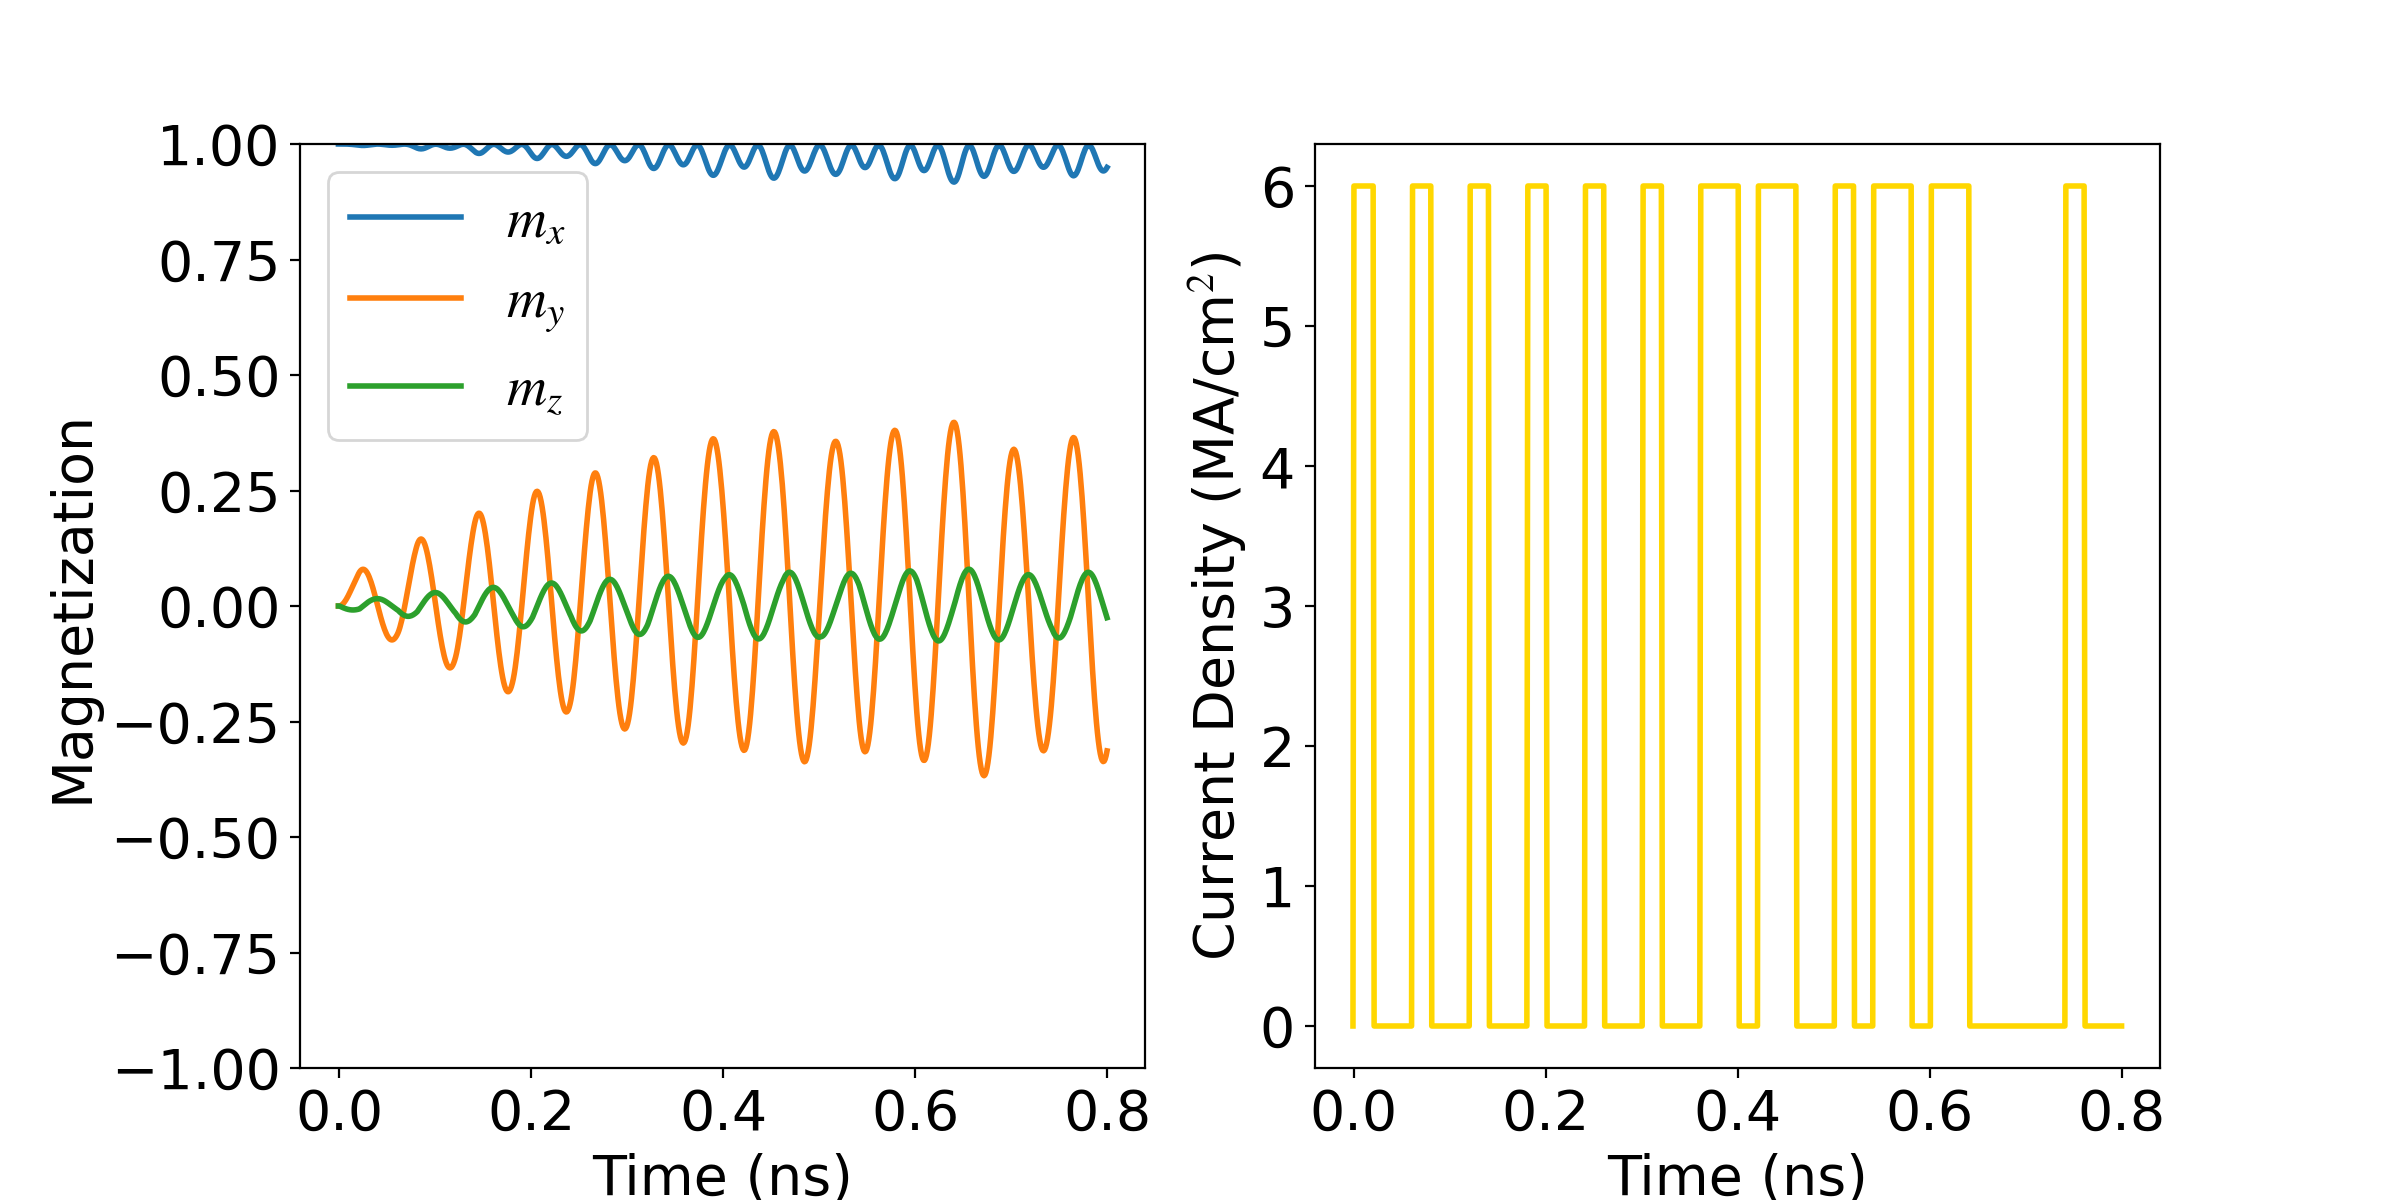 1.00
0.75
0.50
0.25
0.00
−0.25
−0.50
−0.75
−1.00
Magnetization
m_x
m_y
m_z
0.0 0.2 0.4 0.6 0.8
Time (ns)
6
5
4
3
2
1
0
Current Density (MA/cm²)
0.0 0.2 0.4 0.6 0.8
Time (ns)